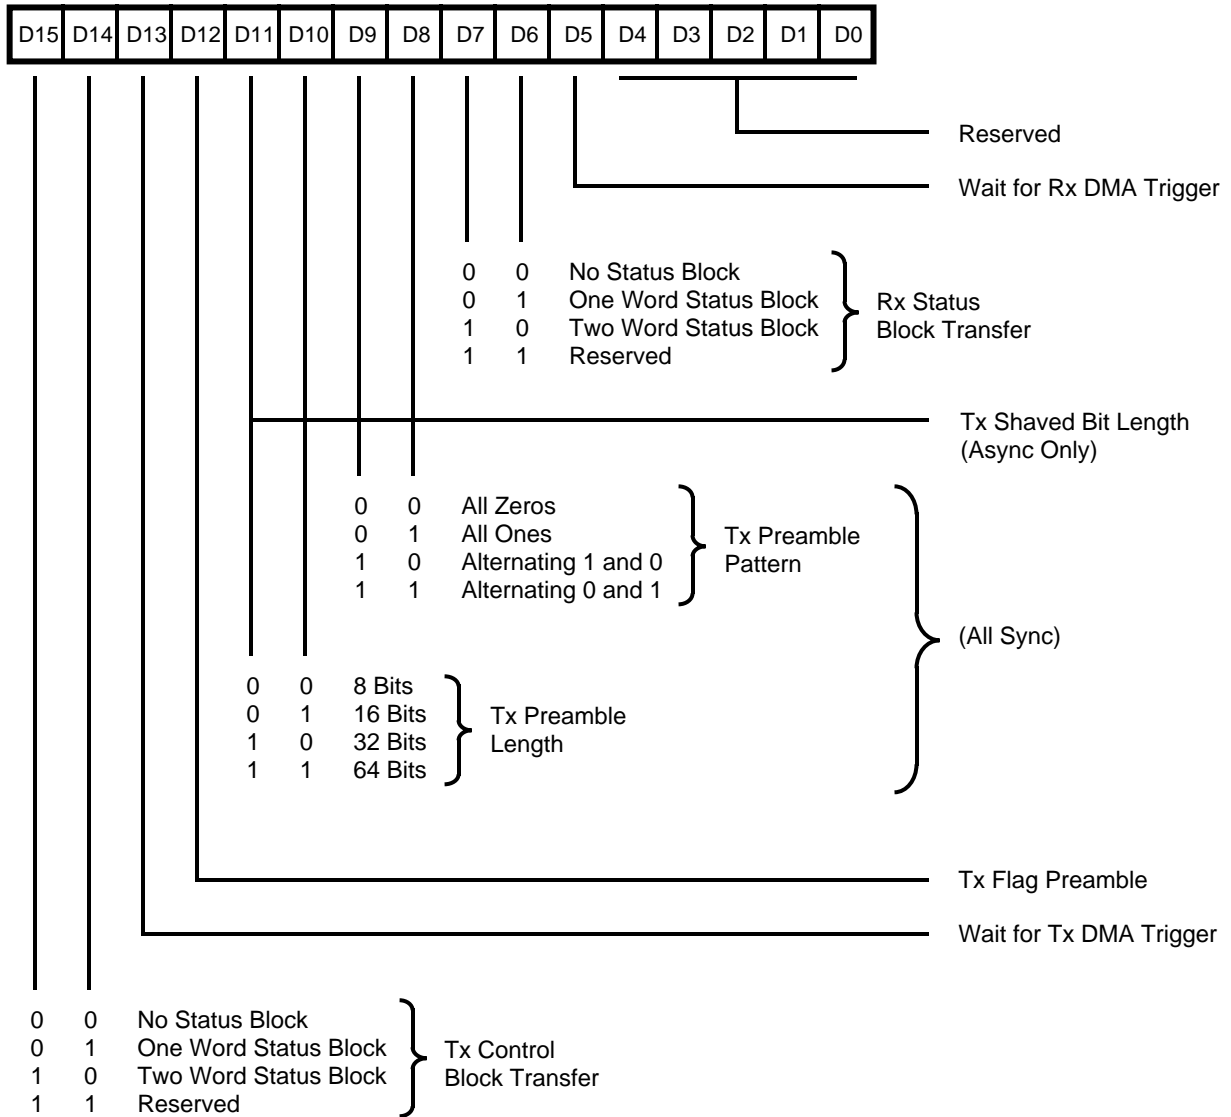 D15 D14 D13 D12 D11 D10 D9 D8 D7 D6 D5 D4 D3 D2 D1 D0
Reserved
Wait for Rx DMA Trigger
0 0 No Status Block
0 1 One Word Status Block
1 0 Two Word Status Block
1 1 Reserved
Rx Status
Block Transfer
Tx Shaved Bit Length
(Async Only)
0 0 All Zeros
0 1 All Ones
1 0 Alternating 1 and 0
1 1 Alternating 0 and 1
Tx Preamble
Pattern
(All Sync)
0 0 8 Bits
0 1 16 Bits
1 0 32 Bits
1 1 64 Bits
Tx Preamble
Length
Tx Flag Preamble
Wait for Tx DMA Trigger
0 0 No Status Block
0 1 One Word Status Block
1 0 Two Word Status Block
1 1 Reserved
Tx Control
Block Transfer